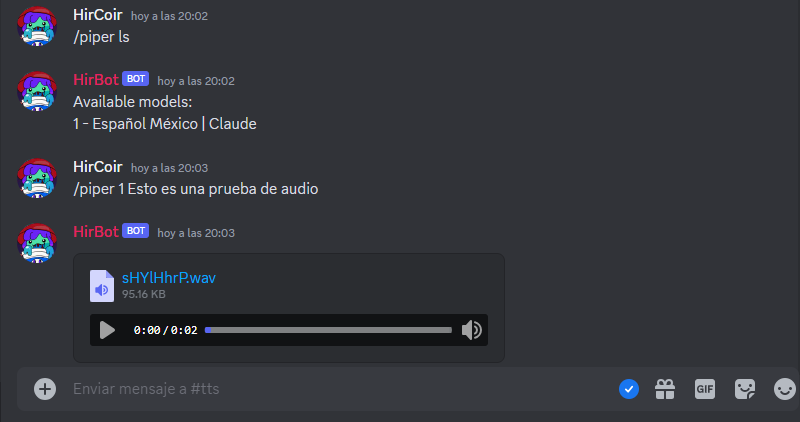 HirCoir hoy a las 20:02
/piper ls
HirBot BOT hoy a las 20:02
Available models:
1 - Español México | Claude
HirCoir hoy a las 20:03
/piper 1 Esto es una prueba de audio
HirBot BOT hoy a las 20:03
sHYlHhrP.wav
95.16 KB
0:00/0:02
Enviar mensaje a #tts
GIF